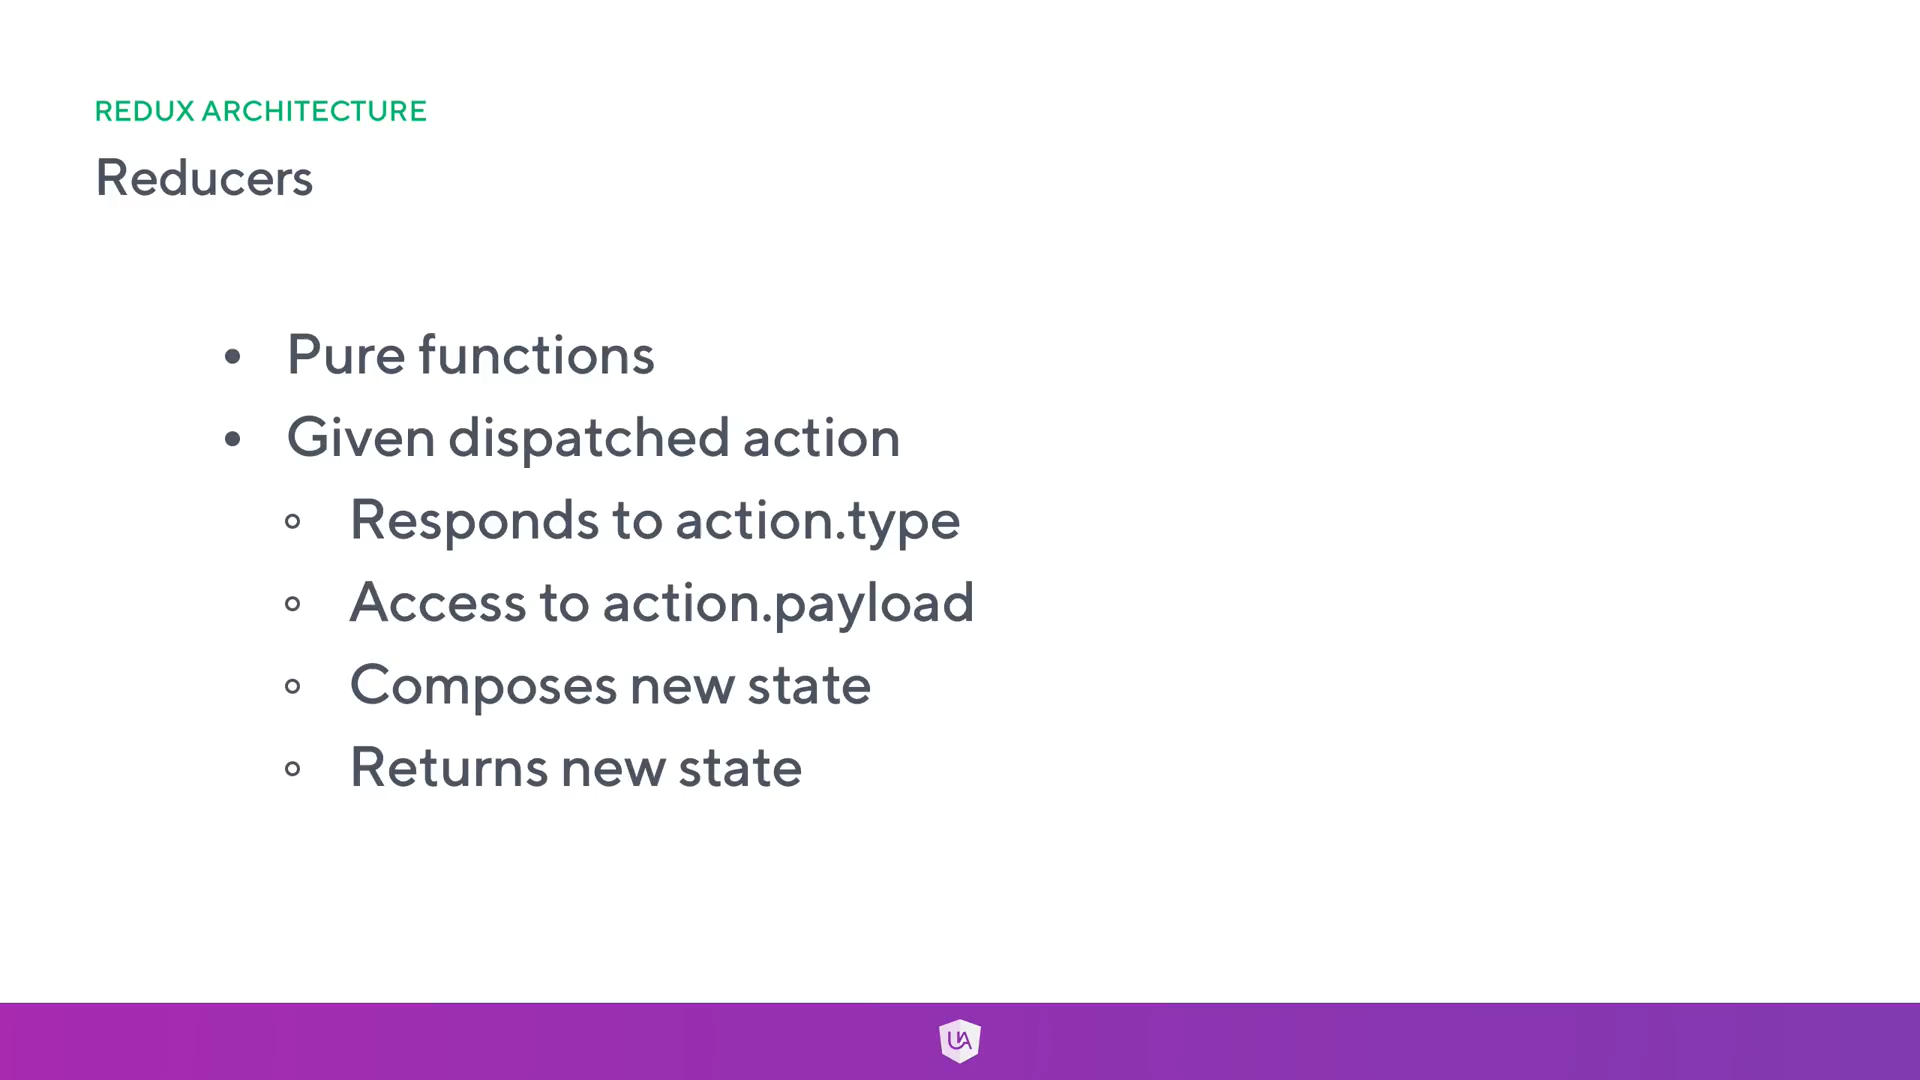 REDUX ARCHITECTURE
Reducers
• Pure functions
• Given dispatched action
◦ Responds to action.type
◦ Access to action.payload
◦ Composes new state
◦ Returns new state
UA